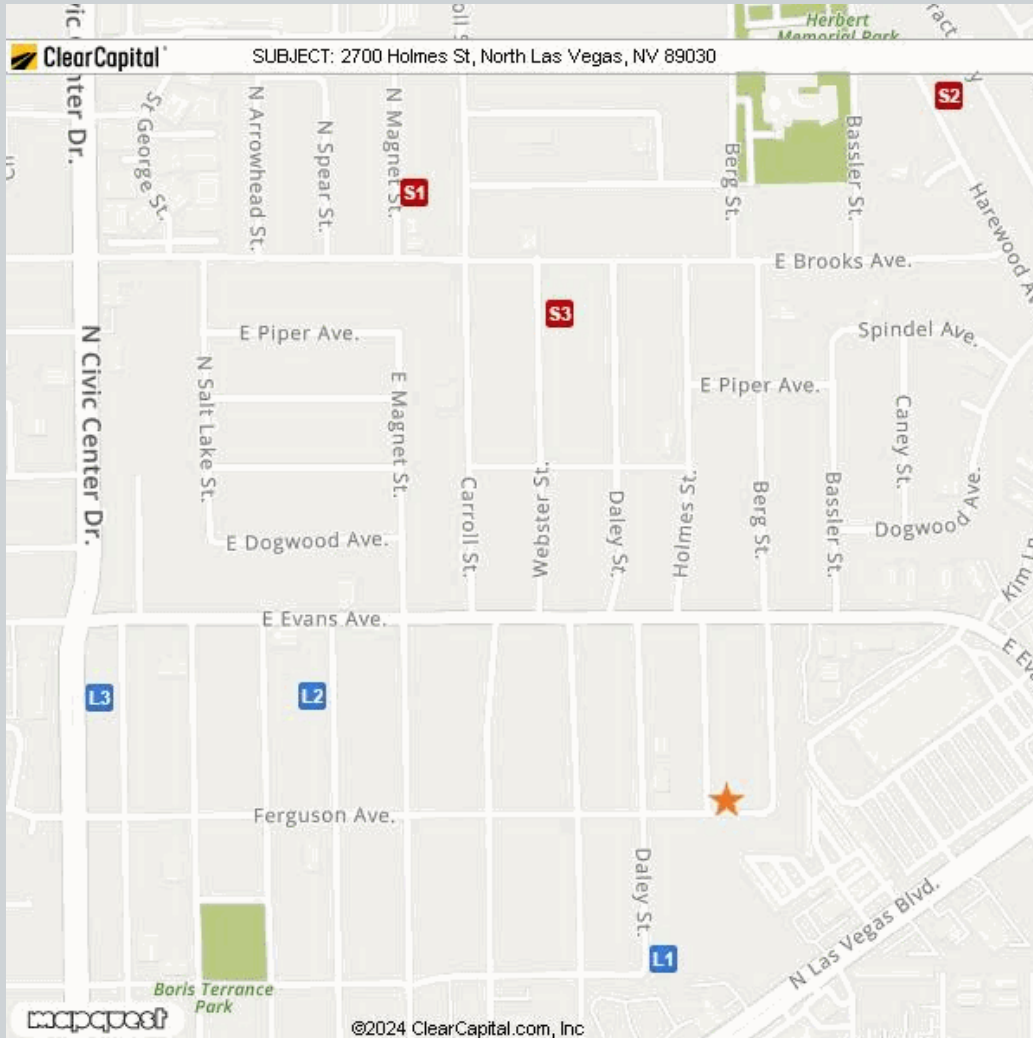 Herbert
Memorial Park
ClearCapital
SUBJECT: 2700 Holmes St, North Las Vegas, NV 89030
S2
St George St.
N Arrowhead St.
N Spear St.
N Magnet St.
S1
Berg St.
Bassler St.
Harewood Av
E Brooks Ave.
S3
E Piper Ave.
Spindel Ave.
N Civic Center Dr.
N Salt Lake St.
E Magnet St.
E Piper Ave.
Caney St.
Carroll St.
Webster St.
Daley St.
Holmes St.
Berg St.
Bassler St.
Dogwood Ave.
E Dogwood Ave.
E Evans Ave.
L3
L2
Ferguson Ave.
Daley St.
L1
N Las Vegas Blvd.
Boris Terrance
Park
mapquest
©2024 ClearCapital.com, Inc